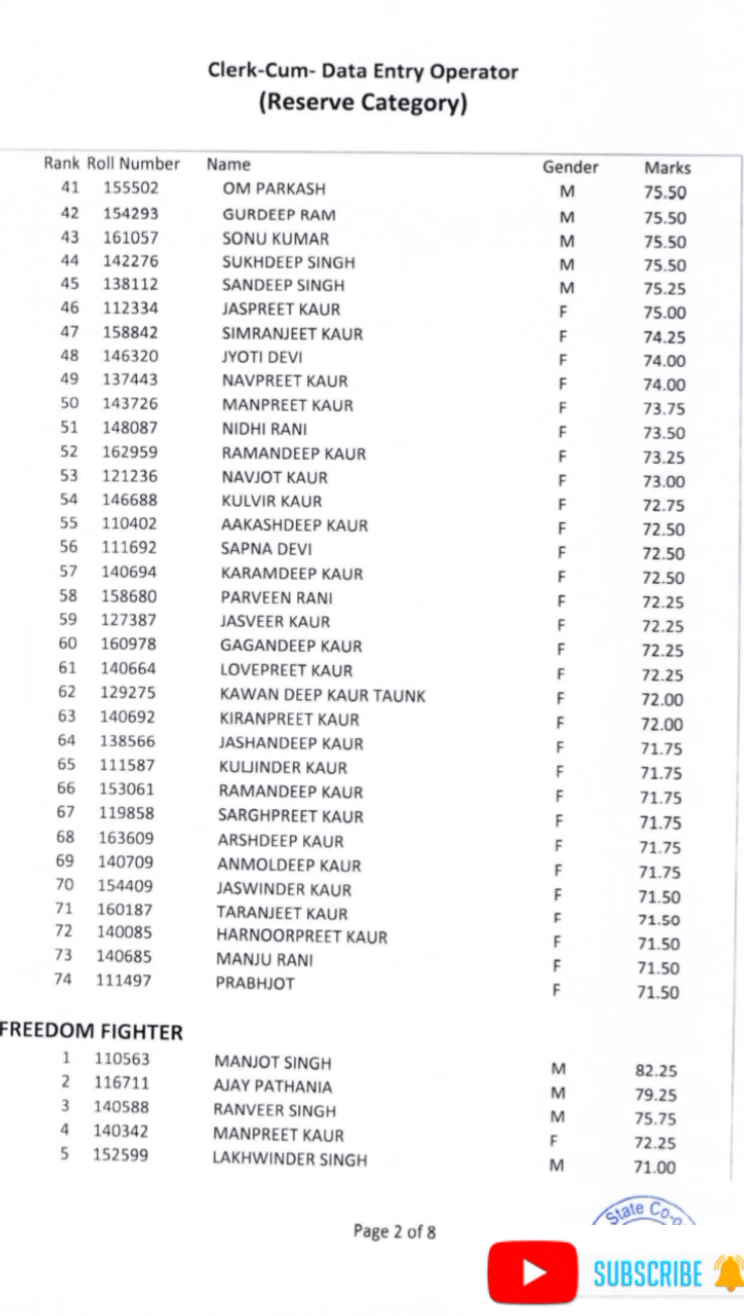 Clerk-Cum- Data Entry Operator
(Reserve Category)
Rank Roll Number Name Gender Marks
41 155502 OM PARKASH M 75.50
42 154293 GURDEEP RAM M 75.50
43 161057 SONU KUMAR M 75.50
44 142276 SUKHDEEP SINGH M 75.50
45 138112 SANDEEP SINGH M 75.25
46 112334 JASPREET KAUR F 75.00
47 158842 SIMRANJEET KAUR F 74.25
48 146320 JYOTI DEVI F 74.00
49 137443 NAVPREET KAUR F 74.00
50 143726 MANPREET KAUR F 73.75
51 148087 NIDHI RANI F 73.50
52 162959 RAMANDEEP KAUR F 73.25
53 121236 NAVJOT KAUR F 73.00
54 146688 KULVIR KAUR F 72.75
55 110402 AAKASHDEEP KAUR F 72.50
56 111692 SAPNA DEVI F 72.50
57 140694 KARAMDEEP KAUR F 72.50
58 158680 PARVEEN RANI F 72.25
59 127387 JASVEER KAUR F 72.25
60 160978 GAGANDEEP KAUR F 72.25
61 140664 LOVEPREET KAUR F 72.25
62 129275 KAWAN DEEP KAUR TAUNK F 72.00
63 140692 KIRANPREET KAUR F 72.00
64 138566 JASHANDEEP KAUR F 71.75
65 111587 KULJINDER KAUR F 71.75
66 153061 RAMANDEEP KAUR F 71.75
67 119858 SARGHPREET KAUR F 71.75
68 163609 ARSHDEEP KAUR F 71.75
69 140709 ANMOLDEEP KAUR F 71.75
70 154409 JASWINDER KAUR F 71.50
71 160187 TARANJEET KAUR F 71.50
72 140085 HARNOORPREET KAUR F 71.50
73 140685 MANJU RANI F 71.50
74 111497 PRABHJOT F 71.50
FREEDOM FIGHTER
1 110563 MANJOT SINGH M 82.25
2 116711 AJAY PATHANIA M 79.25
3 140588 RANVEER SINGH M 75.75
4 140342 MANPREET KAUR F 72.25
5 152599 LAKHWINDER SINGH M 71.00
State Co-o
Page 2 of 8
SUBSCRIBE